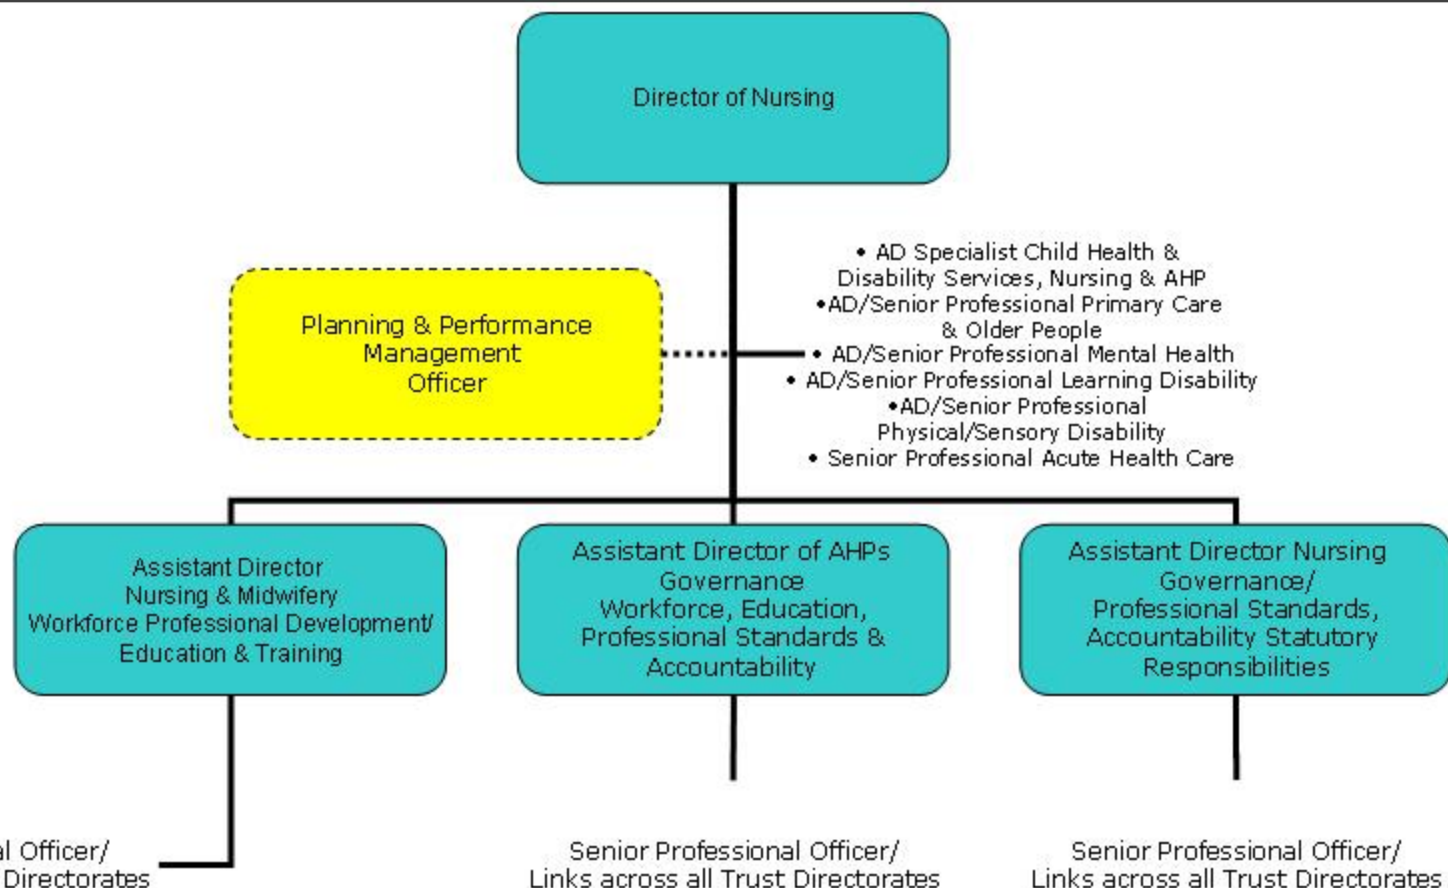 Director of Nursing
• AD Specialist Child Health &
Disability Services, Nursing & AHP
•AD/Senior Professional Primary Care
& Older People
• AD/Senior Professional Mental Health
• AD/Senior Professional Learning Disability
•AD/Senior Professional
Physical/Sensory Disability
• Senior Professional Acute Health Care
Planning & Performance
Management
Officer
Assistant Director
Nursing & Midwifery
Workforce Professional Development/
Education & Training
Assistant Director of AHPs
Governance
Workforce, Education,
Professional Standards &
Accountability
Assistant Director Nursing
Governance/
Professional Standards,
Accountability Statutory
Responsibilities
Officer/
Directorates
Senior Professional Officer/
Links across all Trust Directorates
Senior Professional Officer/
Links across all Trust Directorates